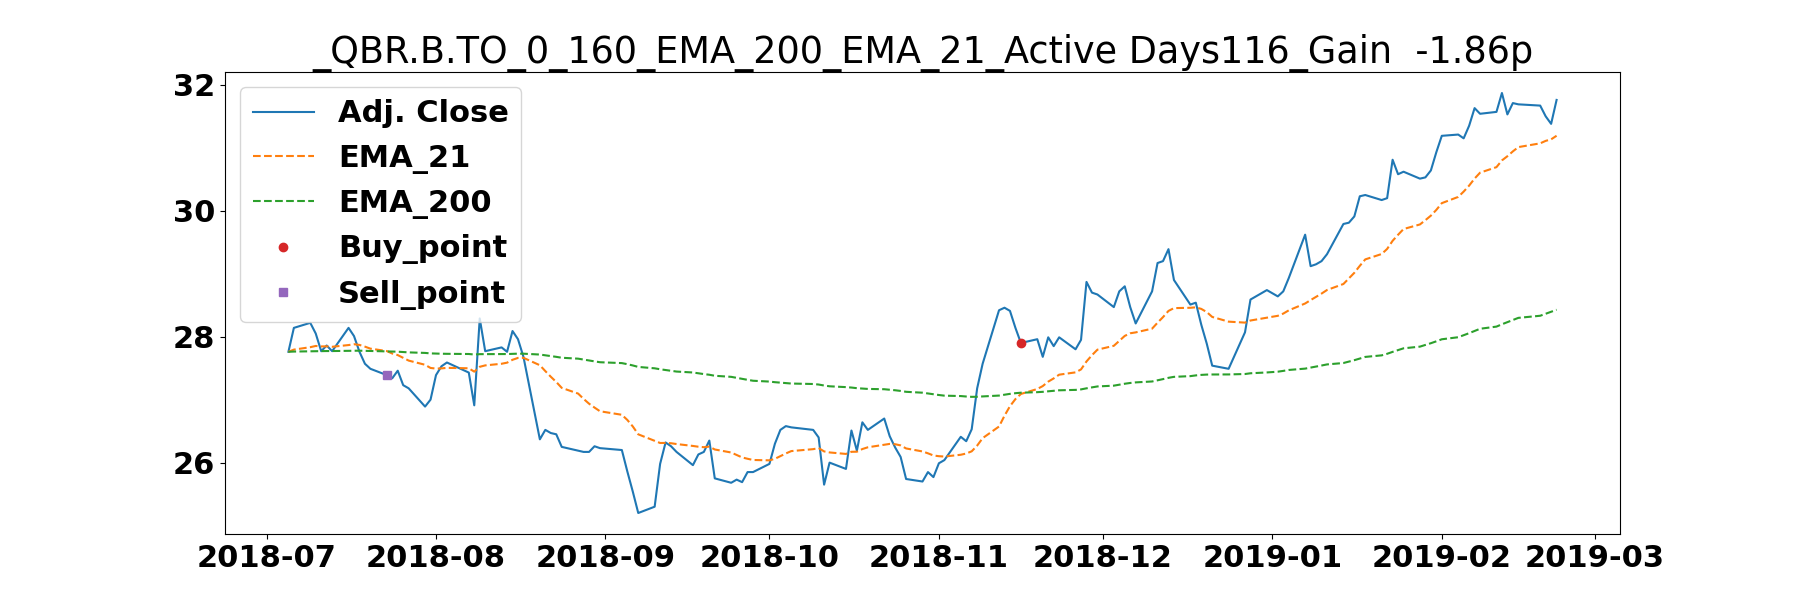 _QBR.B.TO_0_160_EMA_200_EMA_21_Active Days116_Gain  -1.86p
32
30
28
26
Adj. Close
EMA_21
EMA_200
Buy_point
Sell_point
2018-07 2018-08 2018-09 2018-10 2018-11 2018-12 2019-01 2019-02 2019-03